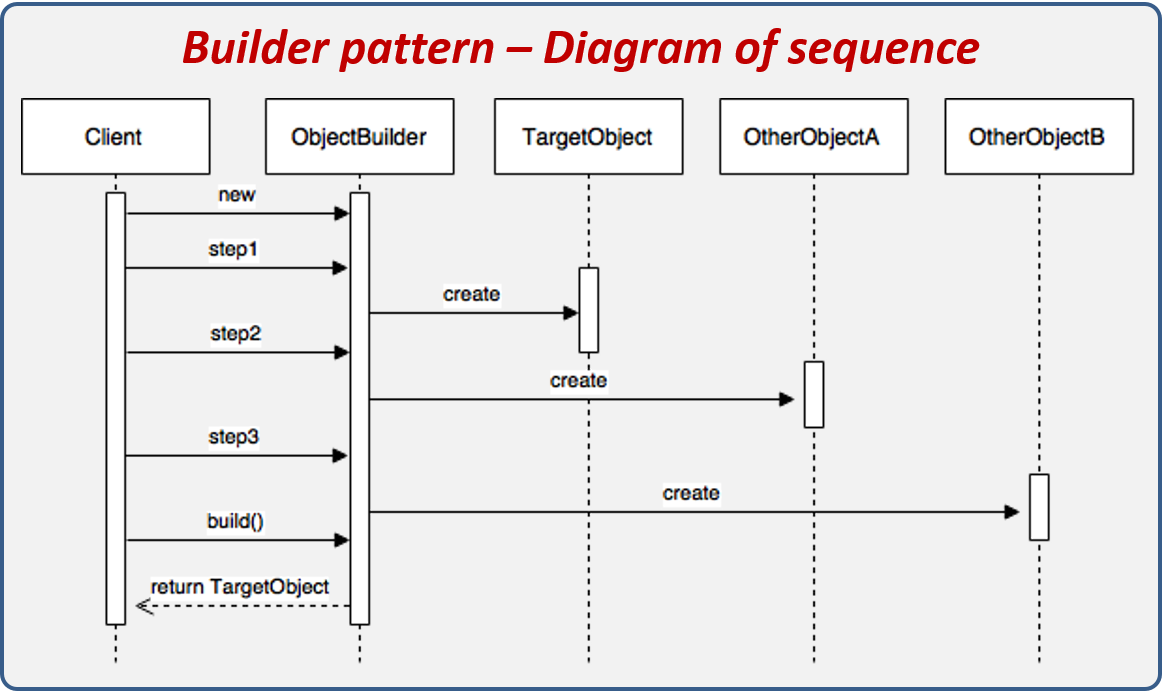 Builder pattern – Diagram of sequence
Client
ObjectBuilder
TargetObject
OtherObjectA
OtherObjectB
new
step1
create
step2
create
step3
create
build()
return TargetObject